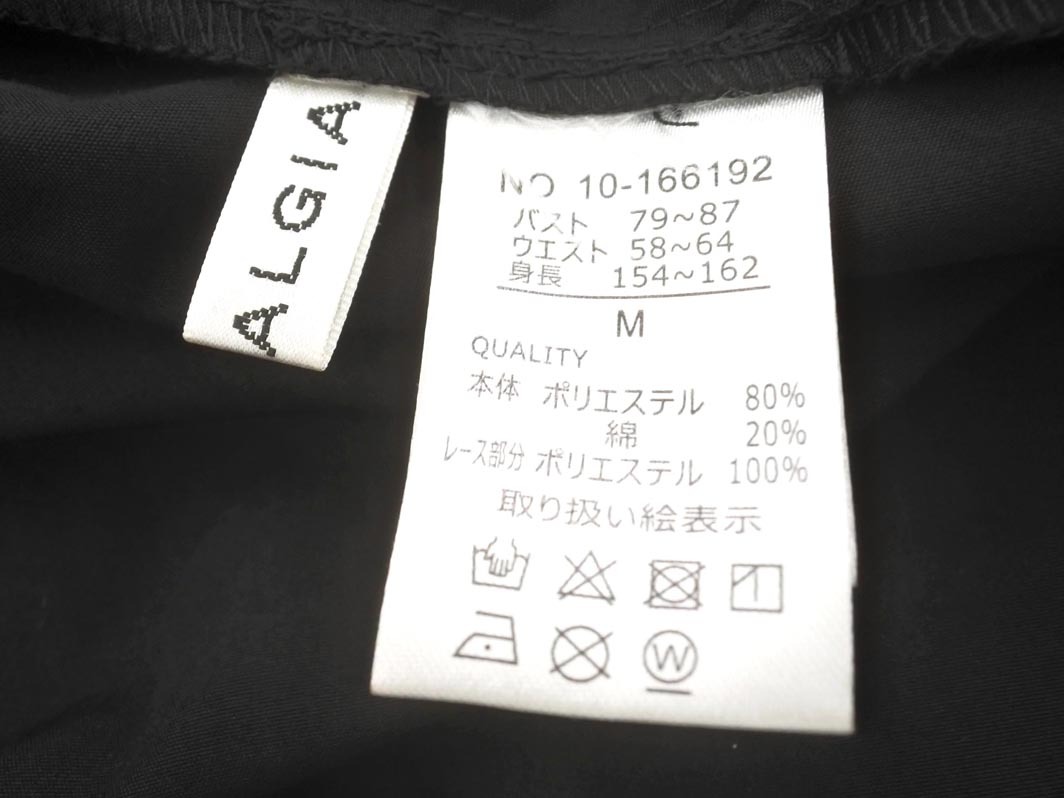 ALGIA
NO 10-166192
バスト 79~87
ウエスト 58~64
身長 154~162
M
QUALITY
本体 ポリエステル 80%
綿 20%
レース部分 ポリエステル 100%
取り扱い絵表示
W